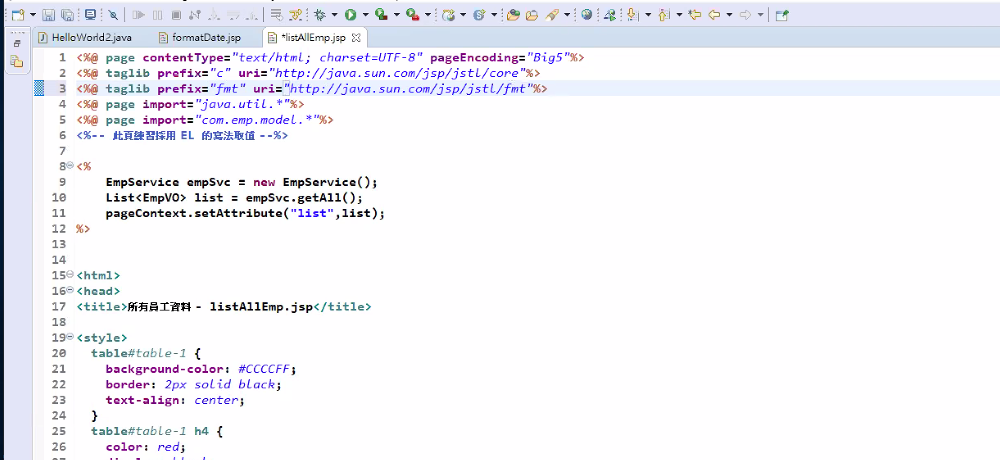 HelloWorld2.java formatDate.jsp *listAllEmp.jsp
1 <%@ page contentType="text/html; charset=UTF-8" pageEncoding="Big5"%>
2 <%@ taglib prefix="c" uri="http://java.sun.com/jsp/jstl/core"%>
3 <%@ taglib prefix="fmt" uri="http://java.sun.com/jsp/jstl/fmt"%>
4 <%@ page import="java.util.*"%>
5 <%@ page import="com.emp.model.*"%>
6 <%-- 此頁練習採用 EL 的寫法取值 --%>
7
8 <%
9 EmpService empSvc = new EmpService();
10 List<EmpVO> list = empSvc.getAll();
11 pageContext.setAttribute("list",list);
12 %>
13
14
15 <html>
16 <head>
17 <title>所有員工資料 - listAllEmp.jsp</title>
18
19 <style>
20 table#table-1 {
21 background-color: #CCCCFF;
22 border: 2px solid black;
23 text-align: center;
24 }
25 table#table-1 h4 {
26 color: red;